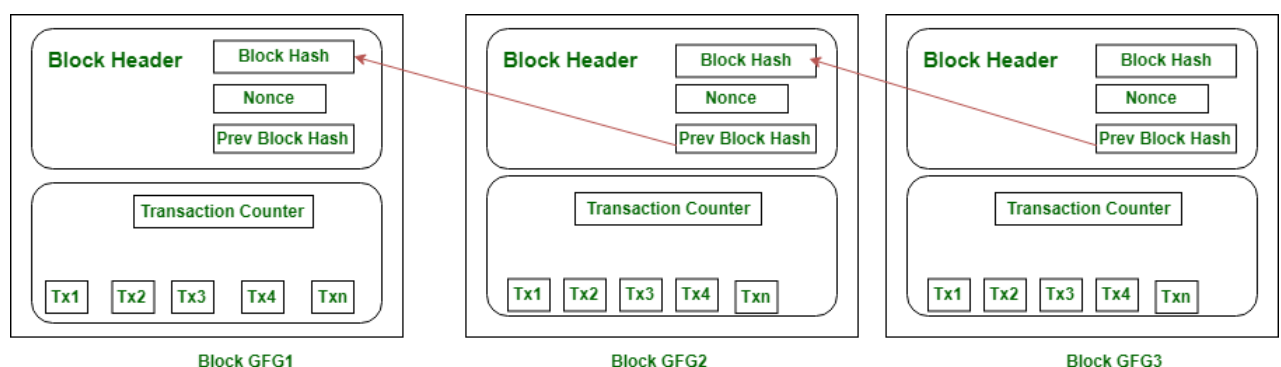 Block Header
Block Hash
Nonce
Prev Block Hash
Transaction Counter
Tx1 Tx2 Tx3 Tx4 Txn
Block GFG1
Block Header
Block Hash
Nonce
Prev Block Hash
Transaction Counter
Tx1 Tx2 Tx3 Tx4 Txn
Block GFG2
Block Header
Block Hash
Nonce
Prev Block Hash
Transaction Counter
Tx1 Tx2 Tx3 Tx4 Txn
Block GFG3